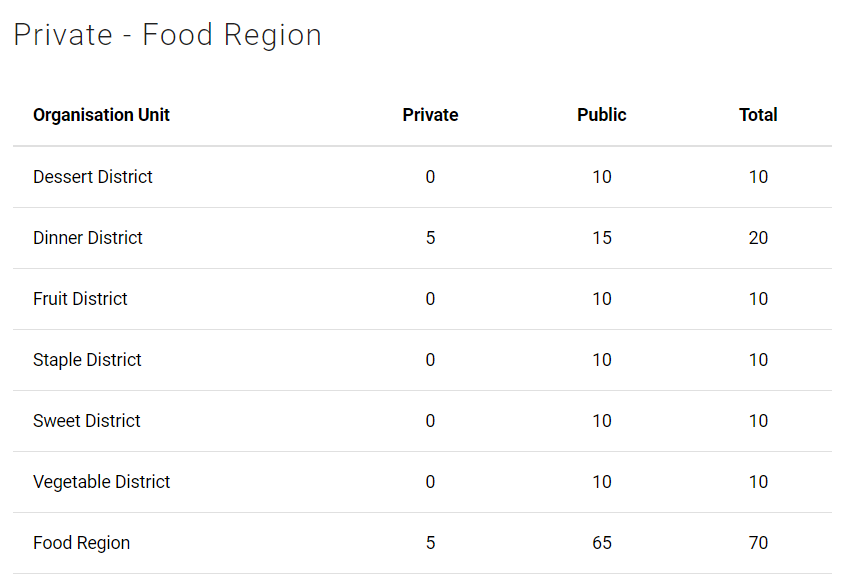 Private - Food Region
Organisation Unit Private Public Total
Dessert District 0 10 10
Dinner District 5 15 20
Fruit District 0 10 10
Staple District 0 10 10
Sweet District 0 10 10
Vegetable District 0 10 10
Food Region 5 65 70